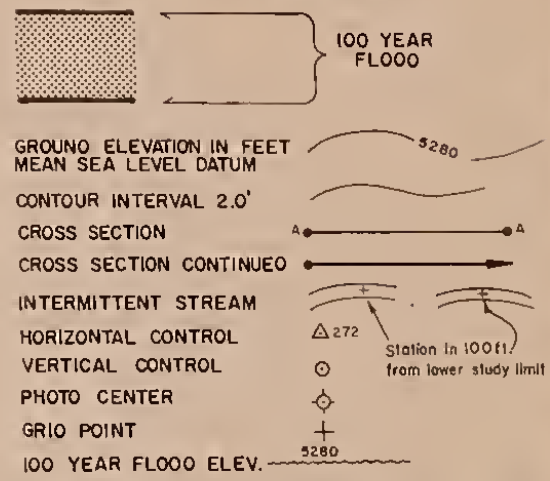 100 YEAR
FLOOO
GROUNO ELEVATION IN FEET
MEAN SEA LEVEL DATUM
5280
CONTOUR INTERVAL 2.0'
CROSS SECTION
A A
CROSS SECTION CONTINUEO
INTERMITTENT STREAM
HORIZONTAL CONTROL
272
Station in 100 ft.
from lower study limit
VERTICAL CONTROL
PHOTO CENTER
GRIO POINT
100 YEAR FLOOO ELEV.
5280